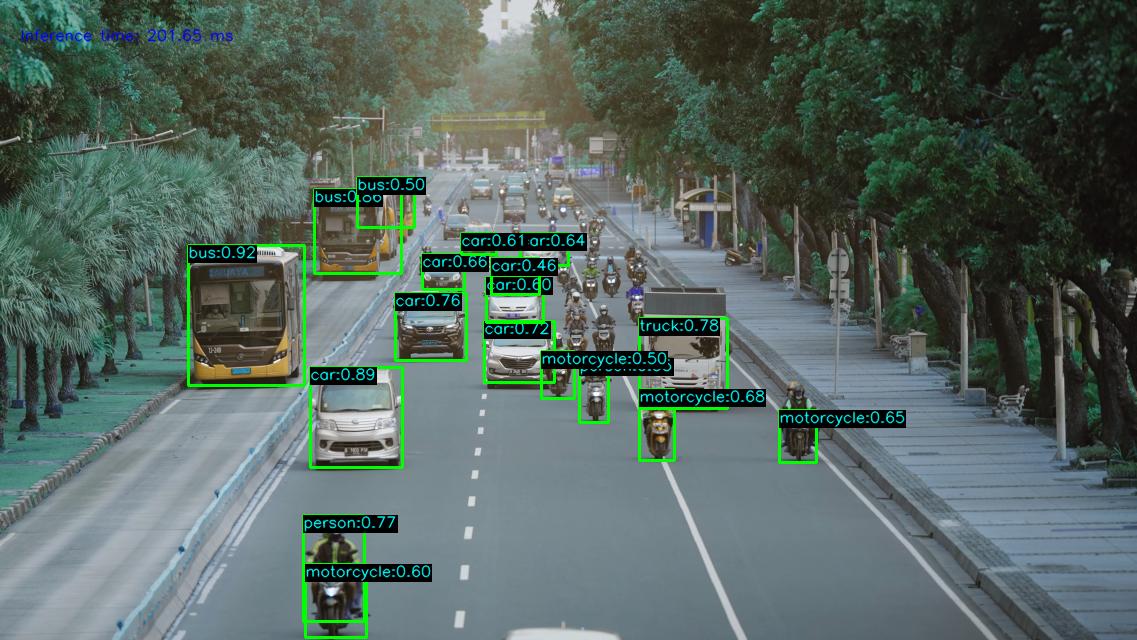 Inference time: 201.65 ms
bus:0.50
bus:0.86
car:0.61
car:0.64
bus:0.92
car:0.66
car:0.46
car:0.60
car:0.76
truck:0.78
car:0.72
motorcycle:0.50
car:0.89
motorcycle:0.68
motorcycle:0.65
person:0.77
motorcycle:0.60